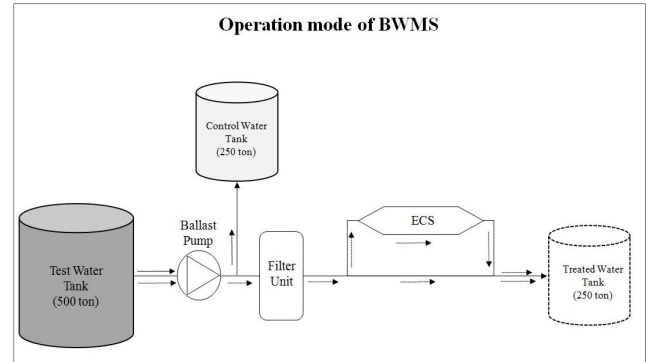 Operation mode of BWMS
Control Water
Tank
(250 ton)
Ballast
Pump
ECS
Test Water
Tank
(500 ton)
Filter
Unit
Treated Water
Tank
(250 ton)